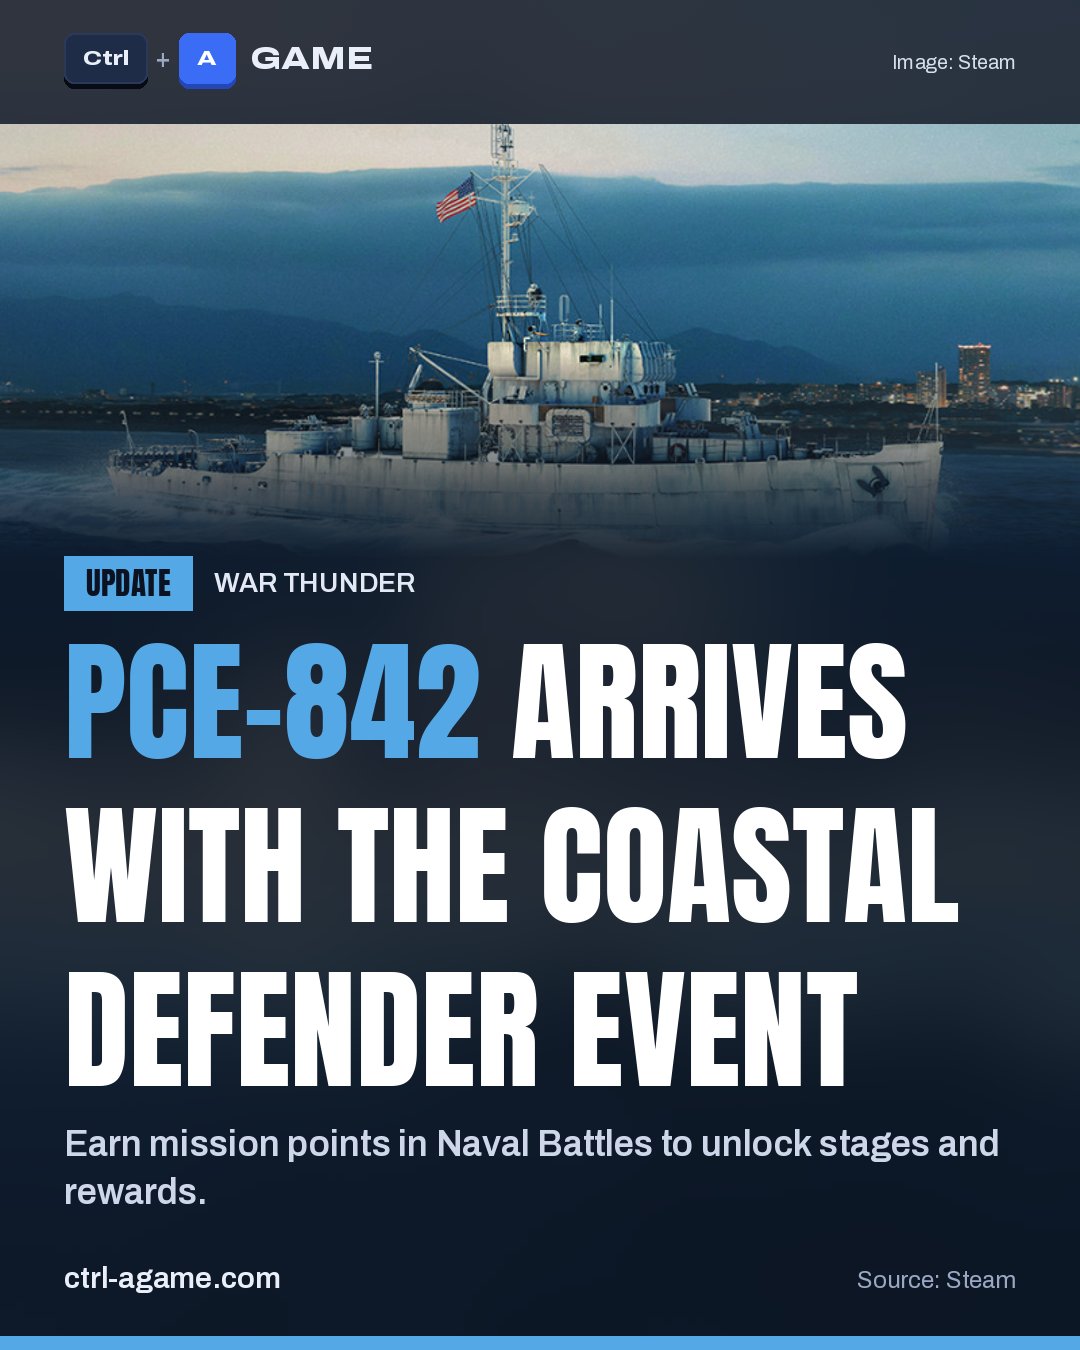 Ctrl + A GAME
Image: Steam
UPDATE WAR THUNDER
PCE-842 ARRIVES
WITH THE COASTAL
DEFENDER EVENT
Earn mission points in Naval Battles to unlock stages and
rewards.
ctrl-agame.com
Source: Steam